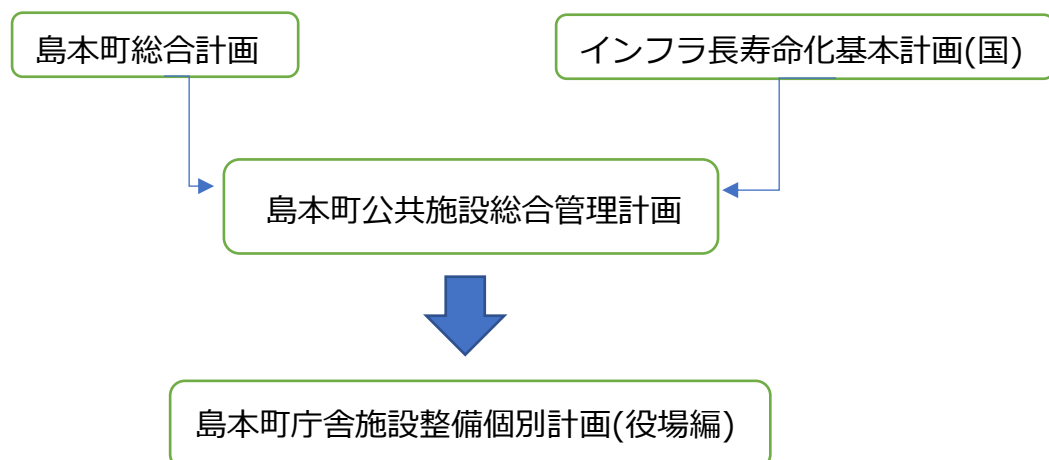 島本町総合計画
インフラ長寿命化基本計画(国)
島本町公共施設総合管理計画
島本町庁舎施設整備個別計画(役場編)